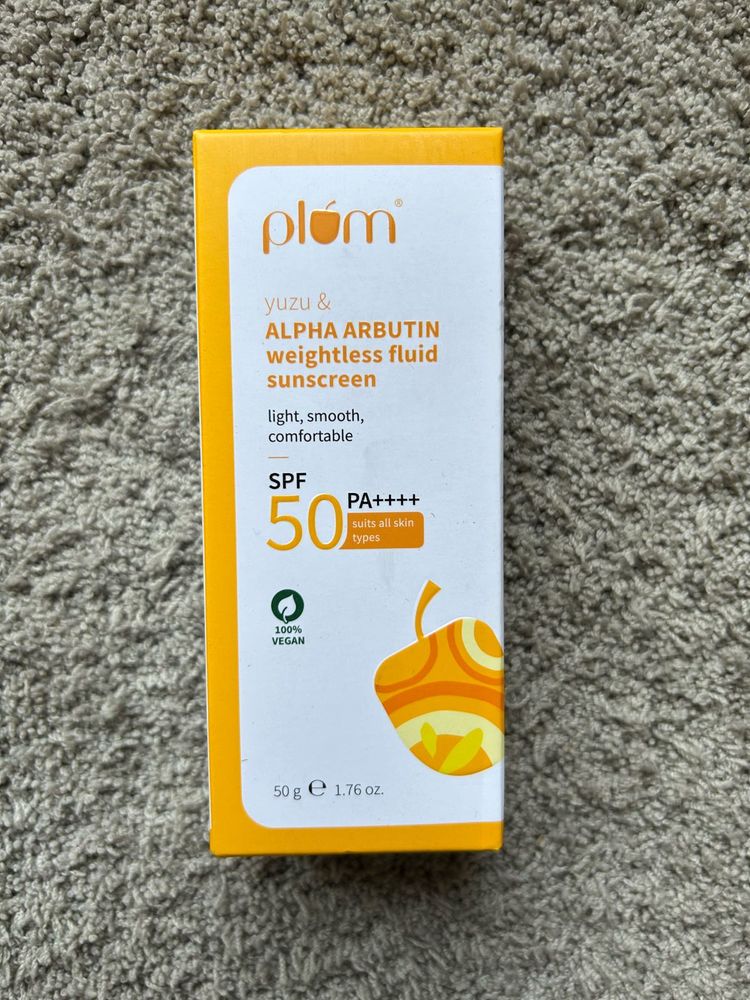 plum®
yuzu &
ALPHA ARBUTIN
weightless fluid
sunscreen
light, smooth,
comfortable
SPF
50 PA++++
suits all skin
types
100%
VEGAN
50 g ℮ 1.76 oz.